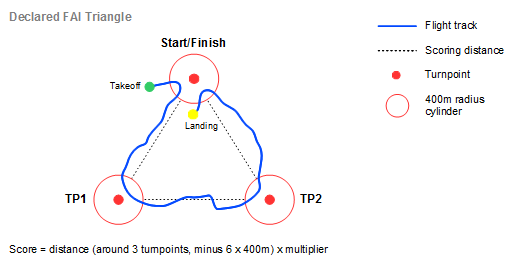 Declared FAI Triangle
Flight track
Start/Finish
Scoring distance
Takeoff
Turnpoint
400m radius
cylinder
Landing
TP1
TP2
Score = distance (around 3 tumpoints, minus 6 x 400m) x multiplier